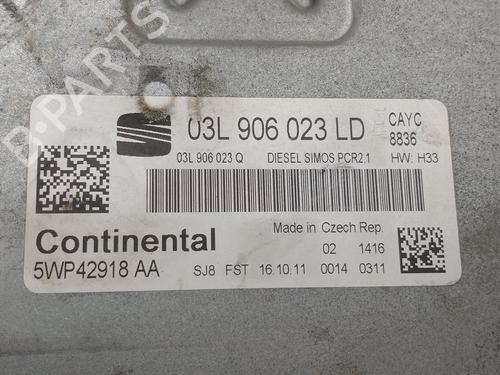 B-PARTS
03L 906 023 LD
CAYC
8836
03L 906 023 Q DIESEL SIMOS PCR2.1 HW: H33
Continental
Made in Czech Rep.
02 1416
5WP42918 AA SJ8 FST 16.10.11 0014 0311